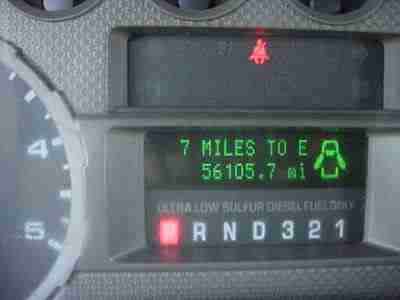 4
7 MILES TO E
56105.7 mi
5
ULTRA LOW SULFUR DIESEL FUEL ONLY
P R N D 3 2 1